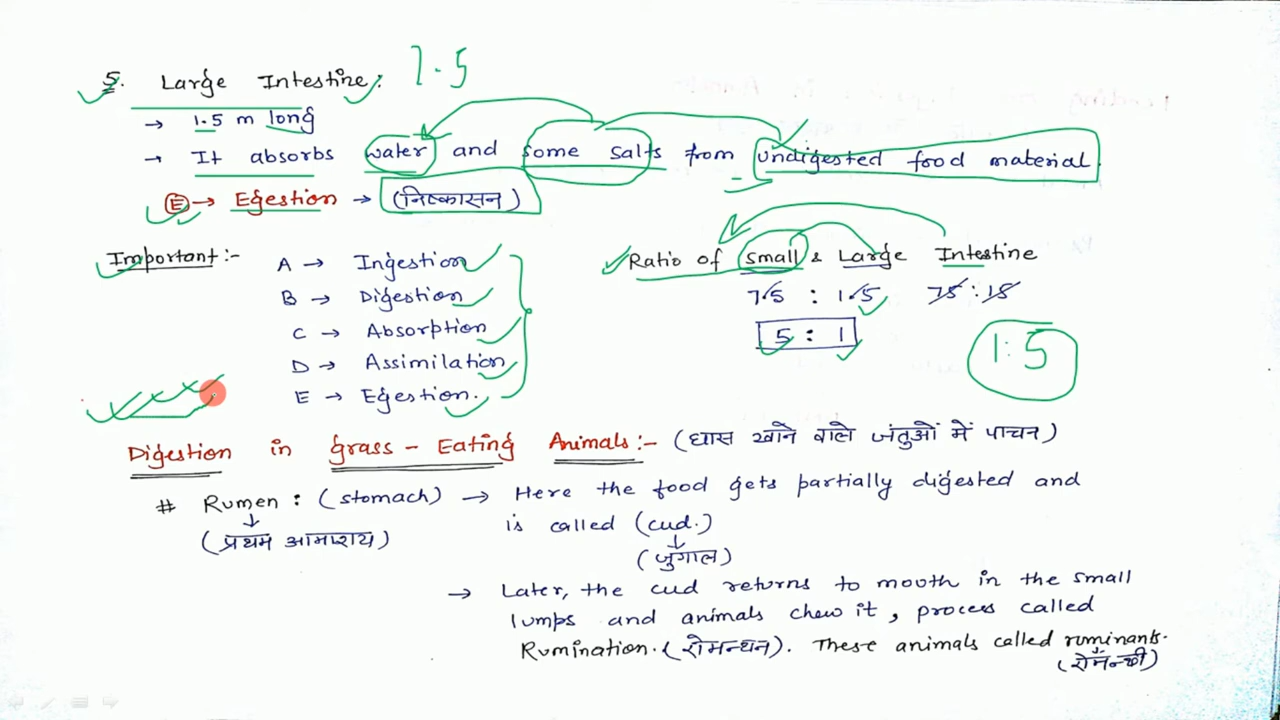 5. Large Intestine: 1.5
→ 1.5 m long
→ It absorbs water and some salts from undigested food material.
(E) → Egestion → (निष्कासन)
Important :-
A → Ingestion
B → Digestion
C → Absorption
D → Assimilation
E → Egestion.
Ratio of small & Large Intestine
7.5 : 1.5 75 : 15
5 : 1
1:5
Digestion in grass - Eating Animals :- (घास खाने वाले जंतुओं में पाचन)
# Rumen : (stomach) → Here the food gets partially digested and
(प्रथम आमाशय)
is called (cud.)
(जुगाल)
→ Later, the cud returns to mouth in the small
lumps and animals chew it, process called
Rumination. (रोमन्थन). These animals called ruminants.
(रोमन्थी)